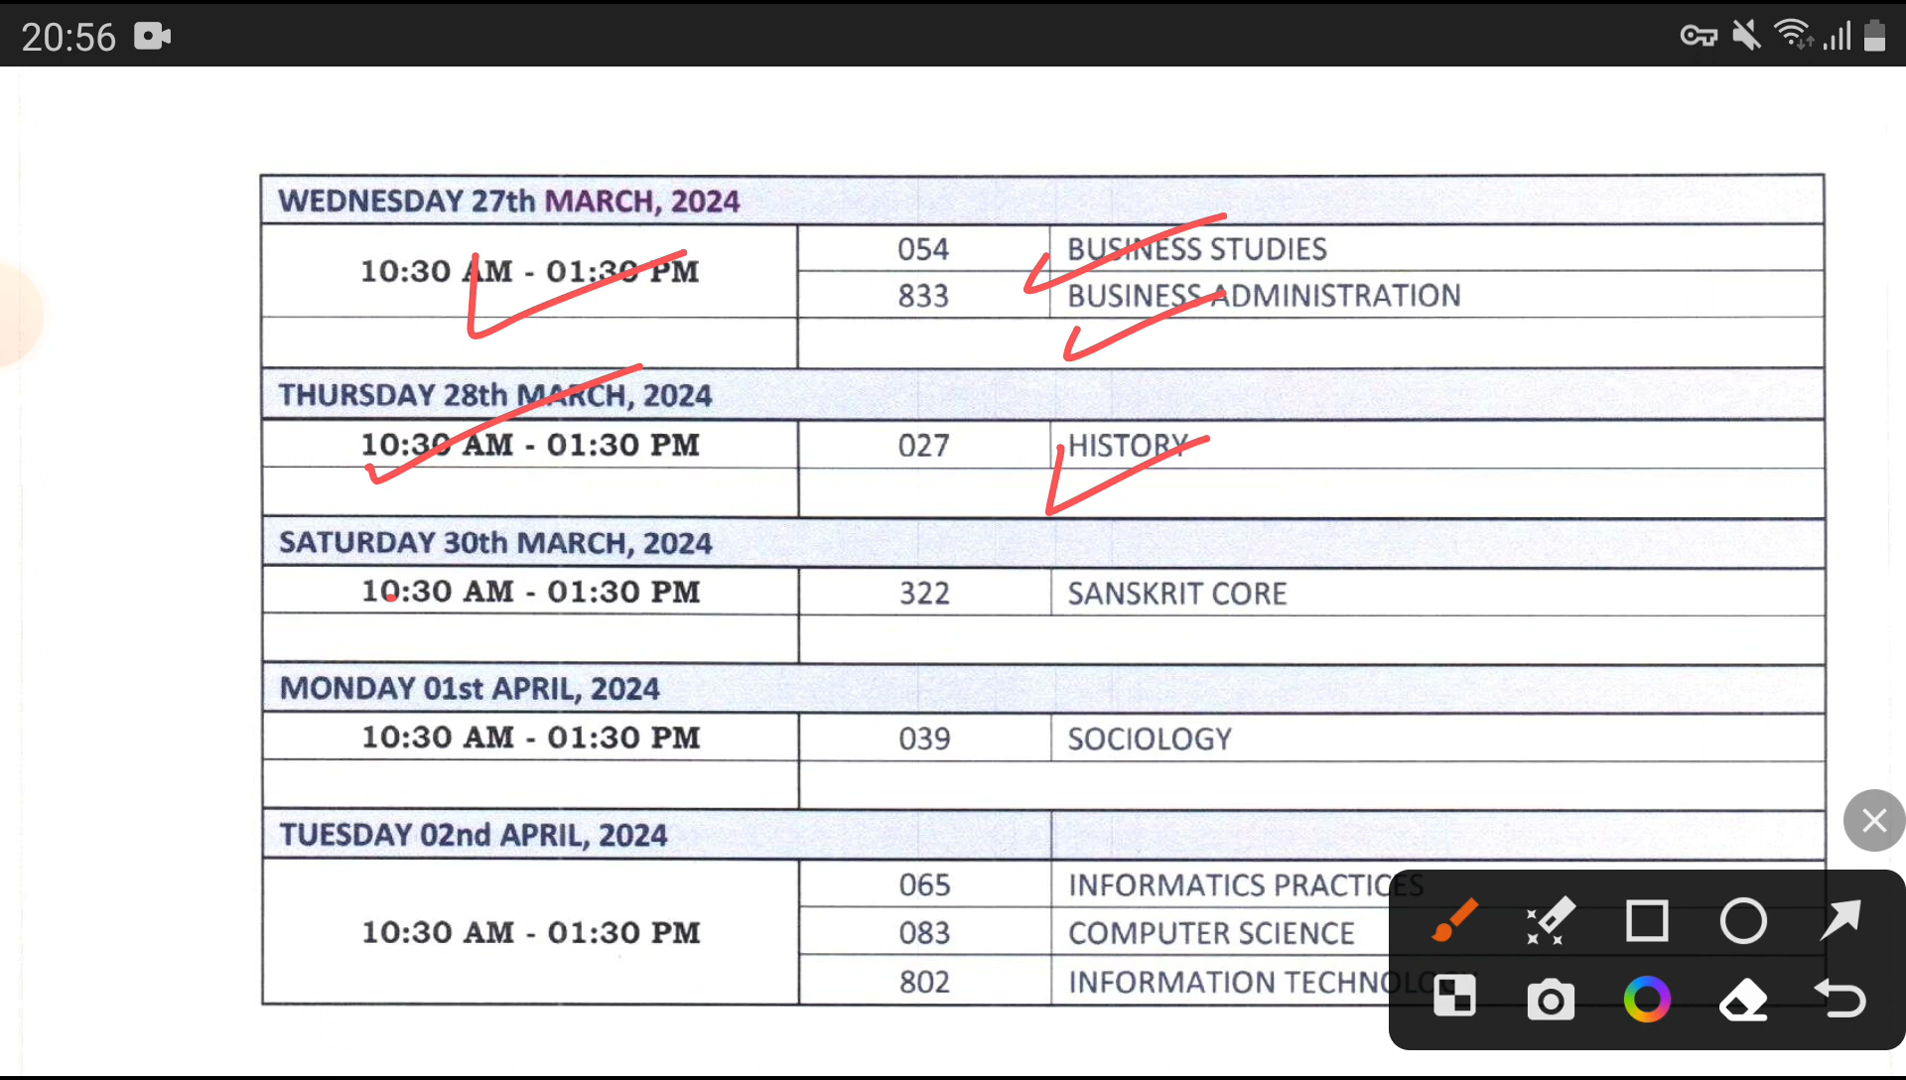 20:56
WEDNESDAY 27th MARCH, 2024
10:30 AM - 01:30 PM
054 BUSINESS STUDIES
833 BUSINESS ADMINISTRATION
THURSDAY 28th MARCH, 2024
10:30 AM - 01:30 PM 027 HISTORY
SATURDAY 30th MARCH, 2024
10:30 AM - 01:30 PM 322 SANSKRIT CORE
MONDAY 01st APRIL, 2024
10:30 AM - 01:30 PM 039 SOCIOLOGY
TUESDAY 02nd APRIL, 2024
065 INFORMATICS PRACTICES
10:30 AM - 01:30 PM 083 COMPUTER SCIENCE
802 INFORMATION TECHNOLOGY